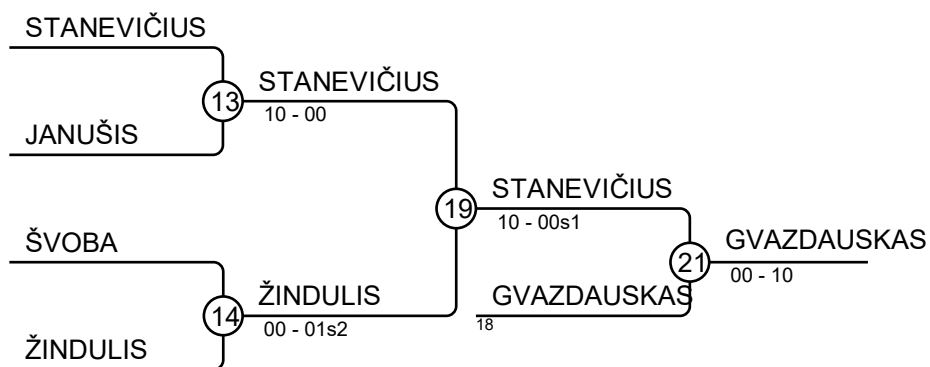 STANEVIČIUS
13
STANEVIČIUS
10 - 00
JANUŠIS
19
STANEVIČIUS
10 - 00s1
ŠVOBA
14
ŽINDULIS
00 - 01s2
ŽINDULIS
GVAZDAUSKAS
18
21
GVAZDAUSKAS
00 - 10